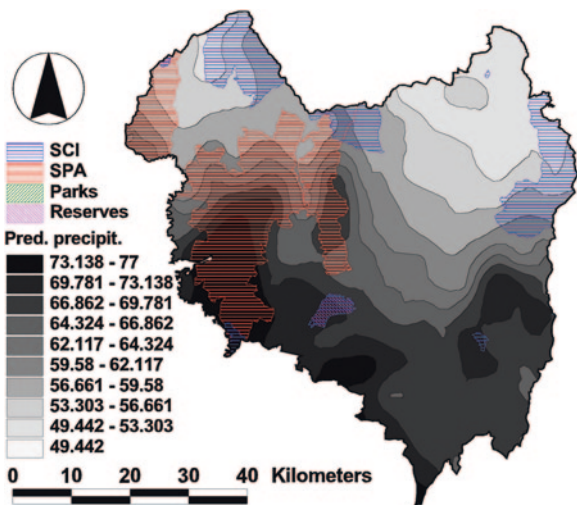 SCI
SPA
Parks
Reserves
Pred. precipit.
73.138 - 77
69.781 - 73.138
66.862 - 69.781
64.324 - 66.862
62.117 - 64.324
59.58 - 62.117
56.661 - 59.58
53.303 - 56.661
49.442 - 53.303
49.442
0 10 20 30 40 Kilometers